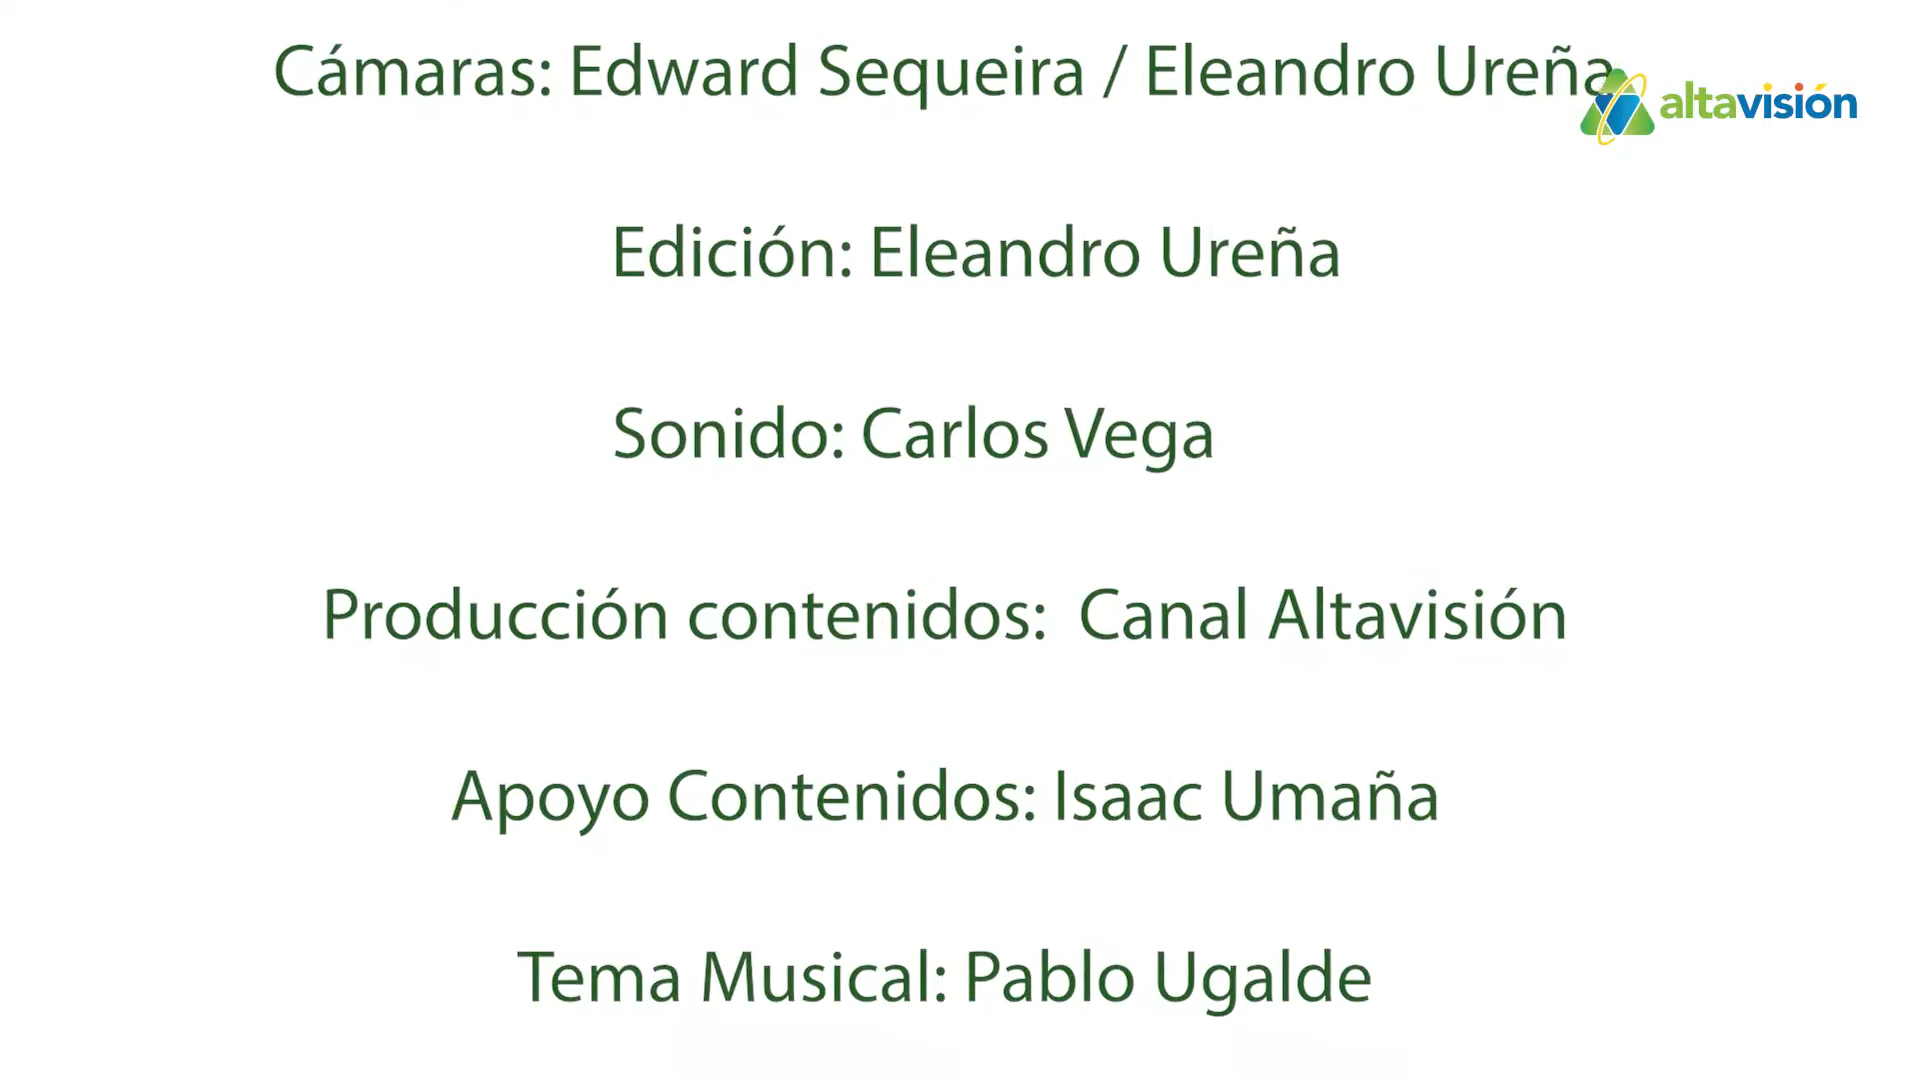 Cámaras: Edward Sequeira / Eleandro Ureña
altavisión
Edición: Eleandro Ureña
Sonido: Carlos Vega
Producción contenidos: Canal Altavisión
Apoyo Contenidos: Isaac Umaña
Tema Musical: Pablo Ugalde